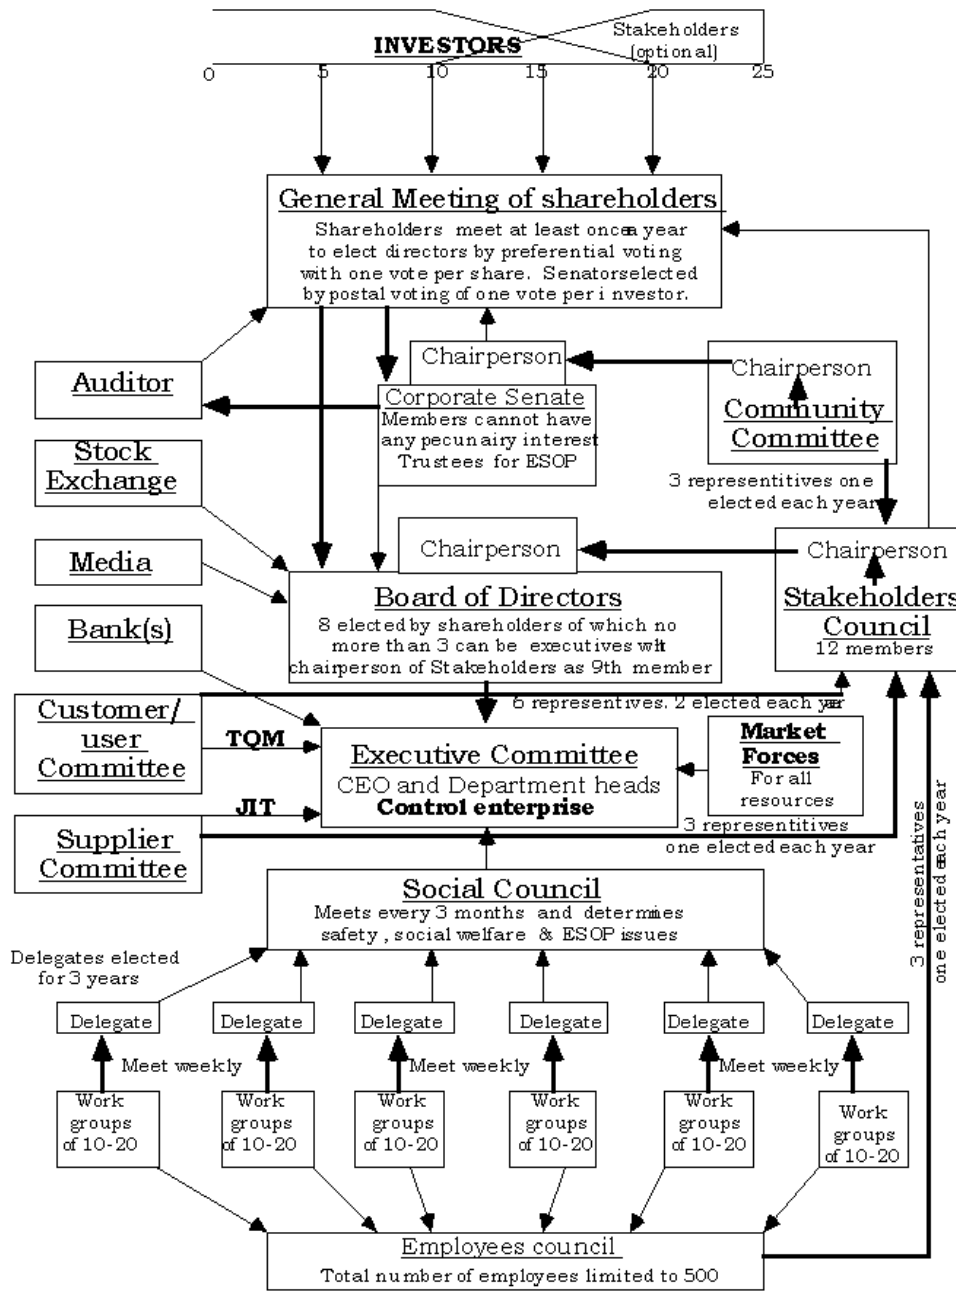 INVESTORS
Stakeholders
(optional)
0 5 10 15 20 25
General Meeting of shareholders
Shareholders meet at least once a year
to elect directors by preferential voting
with one vote per share. Senators elected
by postal voting of one vote per investor.
Auditor
Chairperson
Corporate Senate
Members cannot have
any pecunairy interest
Trustees for ESOP
Chairperson
Community
Committee
Stock
Exchange
3 representitives one
elected each year
Media
Chairperson
Chairperson
Stakeholders
Council
12 members
Board of Directors
8 elected by shareholders of which no
more than 3 can be executives with
chairperson of Stakeholders as 9th member
Bank(s)
6 representives. 2 elected each year
Customer/
user
Committee
TQM
Executive Committee
CEO and Department heads
Control enterprise
Market
Forces
For all
resources
JIT
Supplier
Committee
3 representitives
one elected each year
3 representatives
one elected each year
Social Council
Meets every 3 months and determines
safety, social welfare & ESOP issues
Delegates elected
for 3 years
Delegate Delegate Delegate Delegate Delegate Delegate
Meet weekly Meet weekly Meet weekly
Work
groups
of 10-20
Work
groups
of 10-20
Work
groups
of 10-20
Work
groups
of 10-20
Work
groups
of 10-20
Work
groups
of 10-20
Employees council
Total number of employees limited to 500